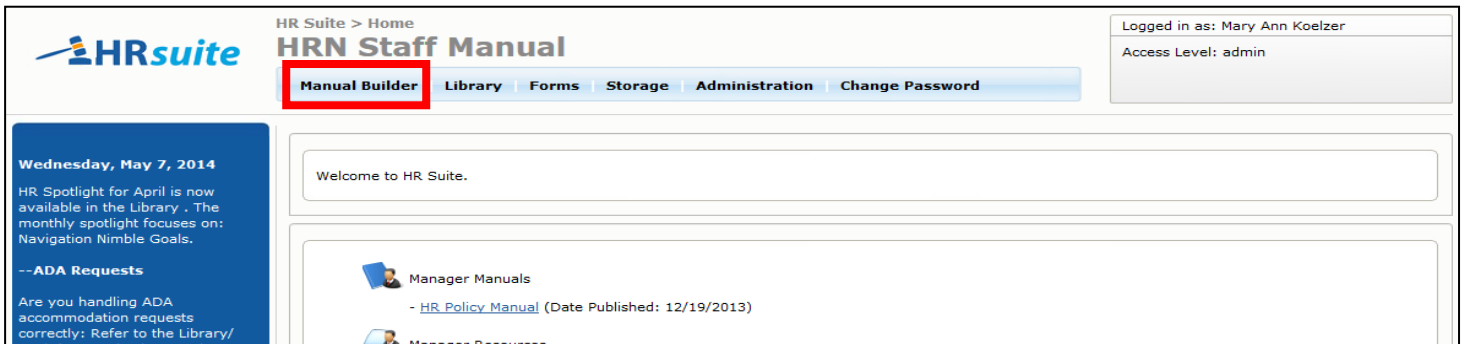 HRsuite
HR Suite > Home
HRN Staff Manual
Manual Builder Library Forms Storage Administration Change Password
Logged in as: Mary Ann Koelzer
Access Level: admin
Wednesday, May 7, 2014
HR Spotlight for April is now
available in the Library . The
monthly spotlight focuses on:
Navigation Nimble Goals.
--ADA Requests
Are you handling ADA
accommodation requests
correctly: Refer to the Library/
Welcome to HR Suite.
Manager Manuals
- HR Policy Manual (Date Published: 12/19/2013)
Manager Resources